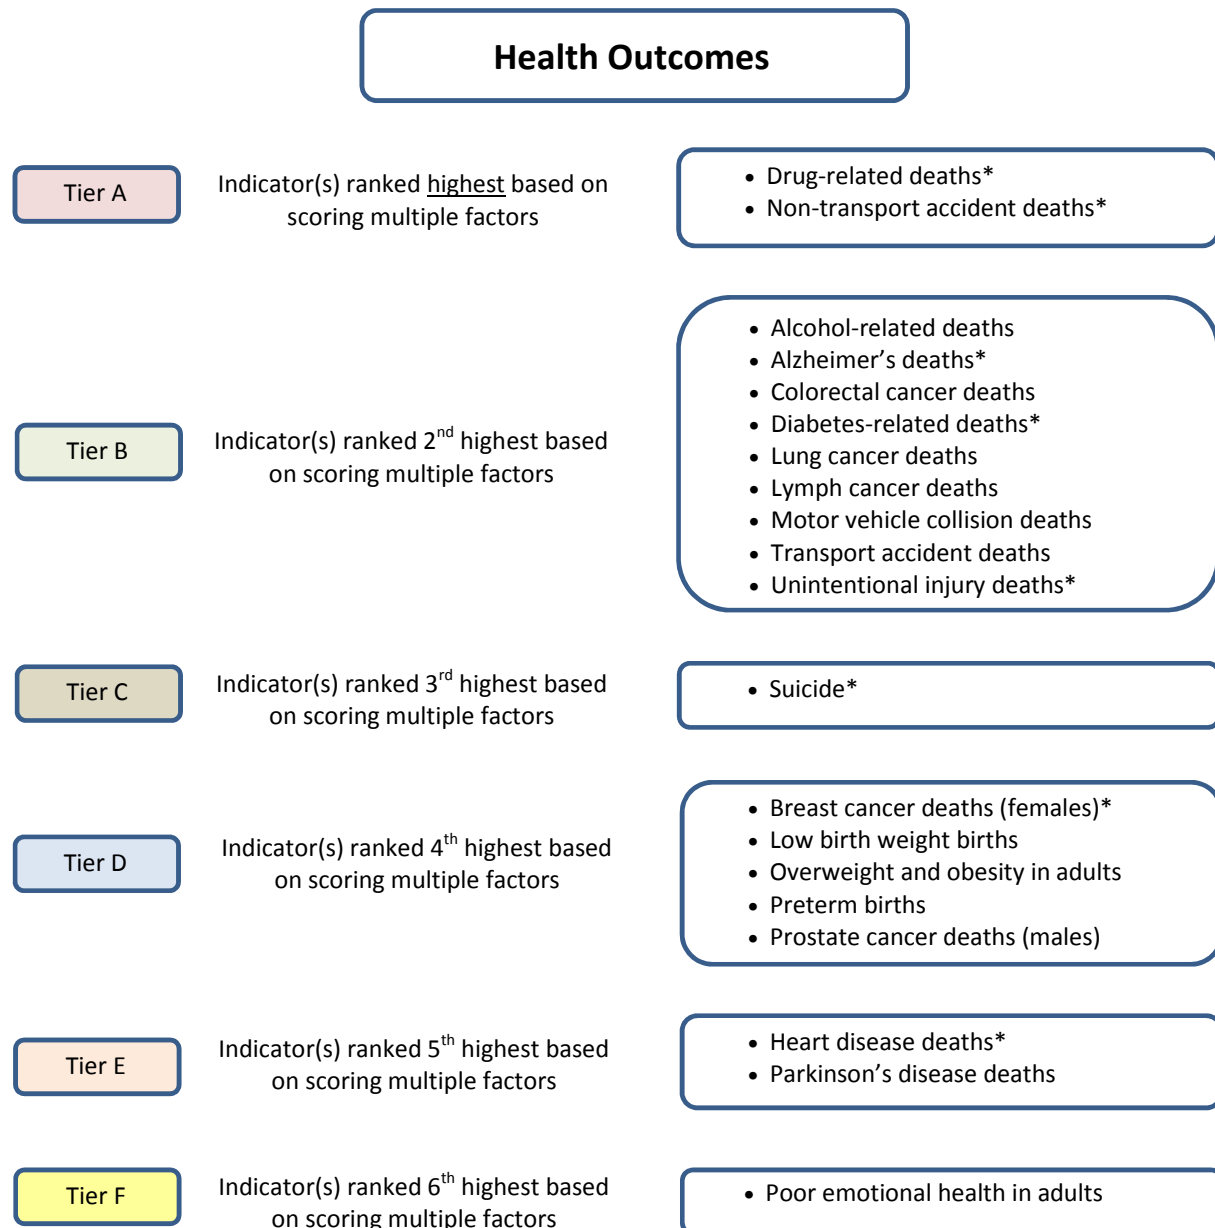 Health Outcomes
Tier A
Indicator(s) ranked highest based on
scoring multiple factors
• Drug-related deaths*
• Non-transport accident deaths*
Tier B
Indicator(s) ranked 2nd highest based
on scoring multiple factors
• Alcohol-related deaths
• Alzheimer’s deaths*
• Colorectal cancer deaths
• Diabetes-related deaths*
• Lung cancer deaths
• Lymph cancer deaths
• Motor vehicle collision deaths
• Transport accident deaths
• Unintentional injury deaths*
Tier C
Indicator(s) ranked 3rd highest based
on scoring multiple factors
• Suicide*
Tier D
Indicator(s) ranked 4th highest based
on scoring multiple factors
• Breast cancer deaths (females)*
• Low birth weight births
• Overweight and obesity in adults
• Preterm births
• Prostate cancer deaths (males)
Tier E
Indicator(s) ranked 5th highest based
on scoring multiple factors
• Heart disease deaths*
• Parkinson’s disease deaths
Tier F
Indicator(s) ranked 6th highest based
on scoring multiple factors
• Poor emotional health in adults